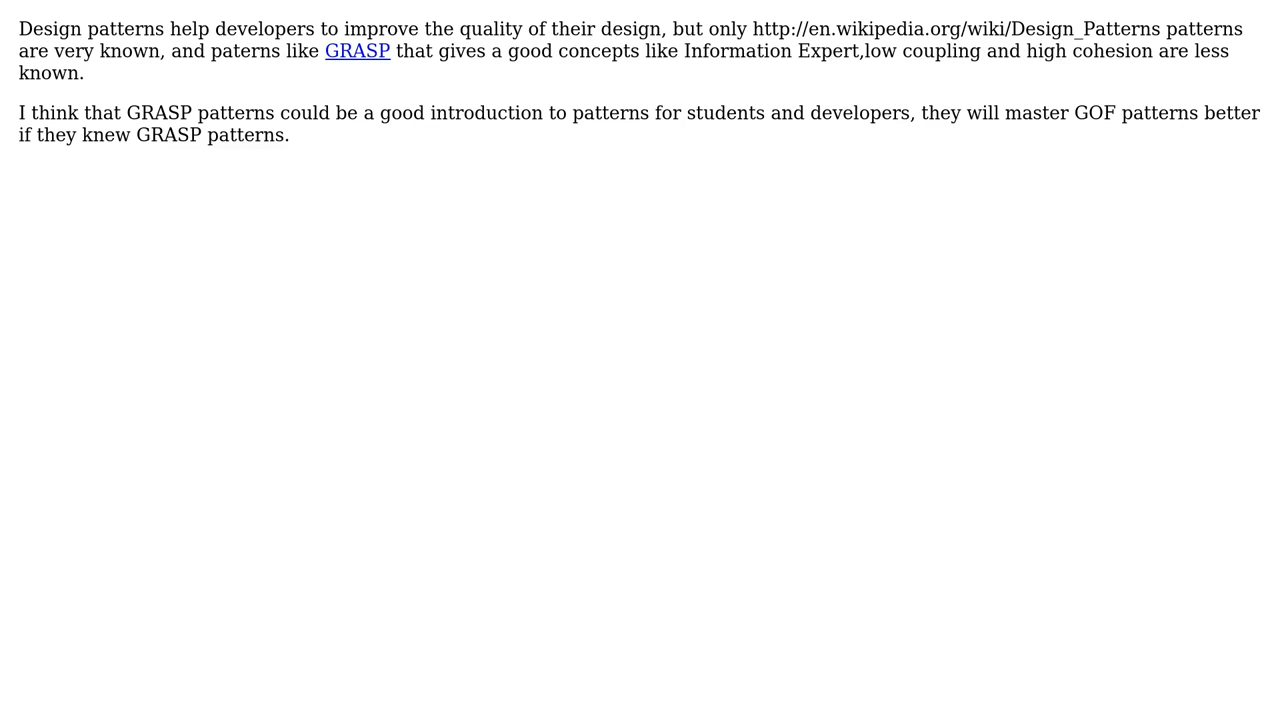 Design patterns help developers to improve the quality of their design, but only http://en.wikipedia.org/wiki/Design_Patterns patterns
are very known, and paterns like GRASP that gives a good concepts like Information Expert,low coupling and high cohesion are less
known.
I think that GRASP patterns could be a good introduction to patterns for students and developers, they will master GOF patterns better
if they knew GRASP patterns.